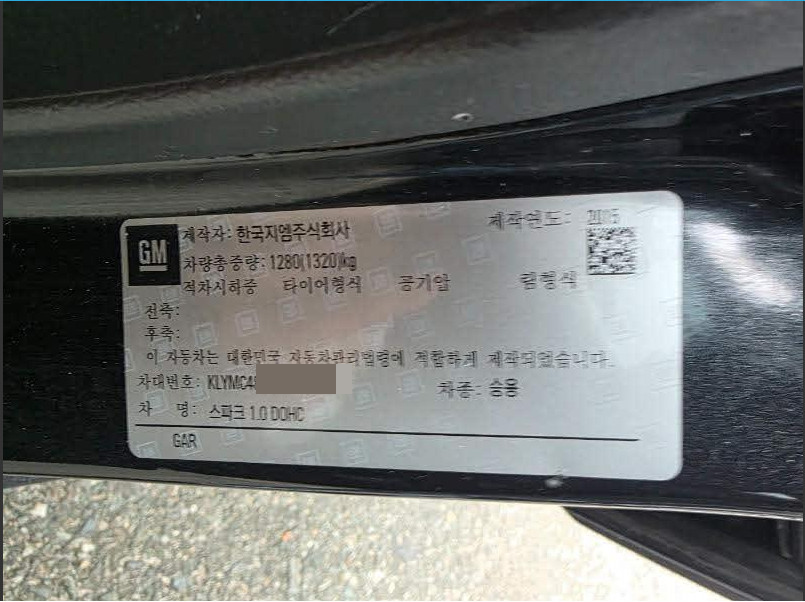 GM 제작자: 한국지엠주식회사 제작연도: 2015
차량총중량: 1280(1320)kg
적차시하중 타이어형식 공기압 림형식
전축:
후축:
이 자동차는 대한민국 자동차관리법령에 적합하게 제작되었습니다.
차대번호: KLYMC4 차종: 승용
차 명: 스파크 1.0 DOHC
GAR